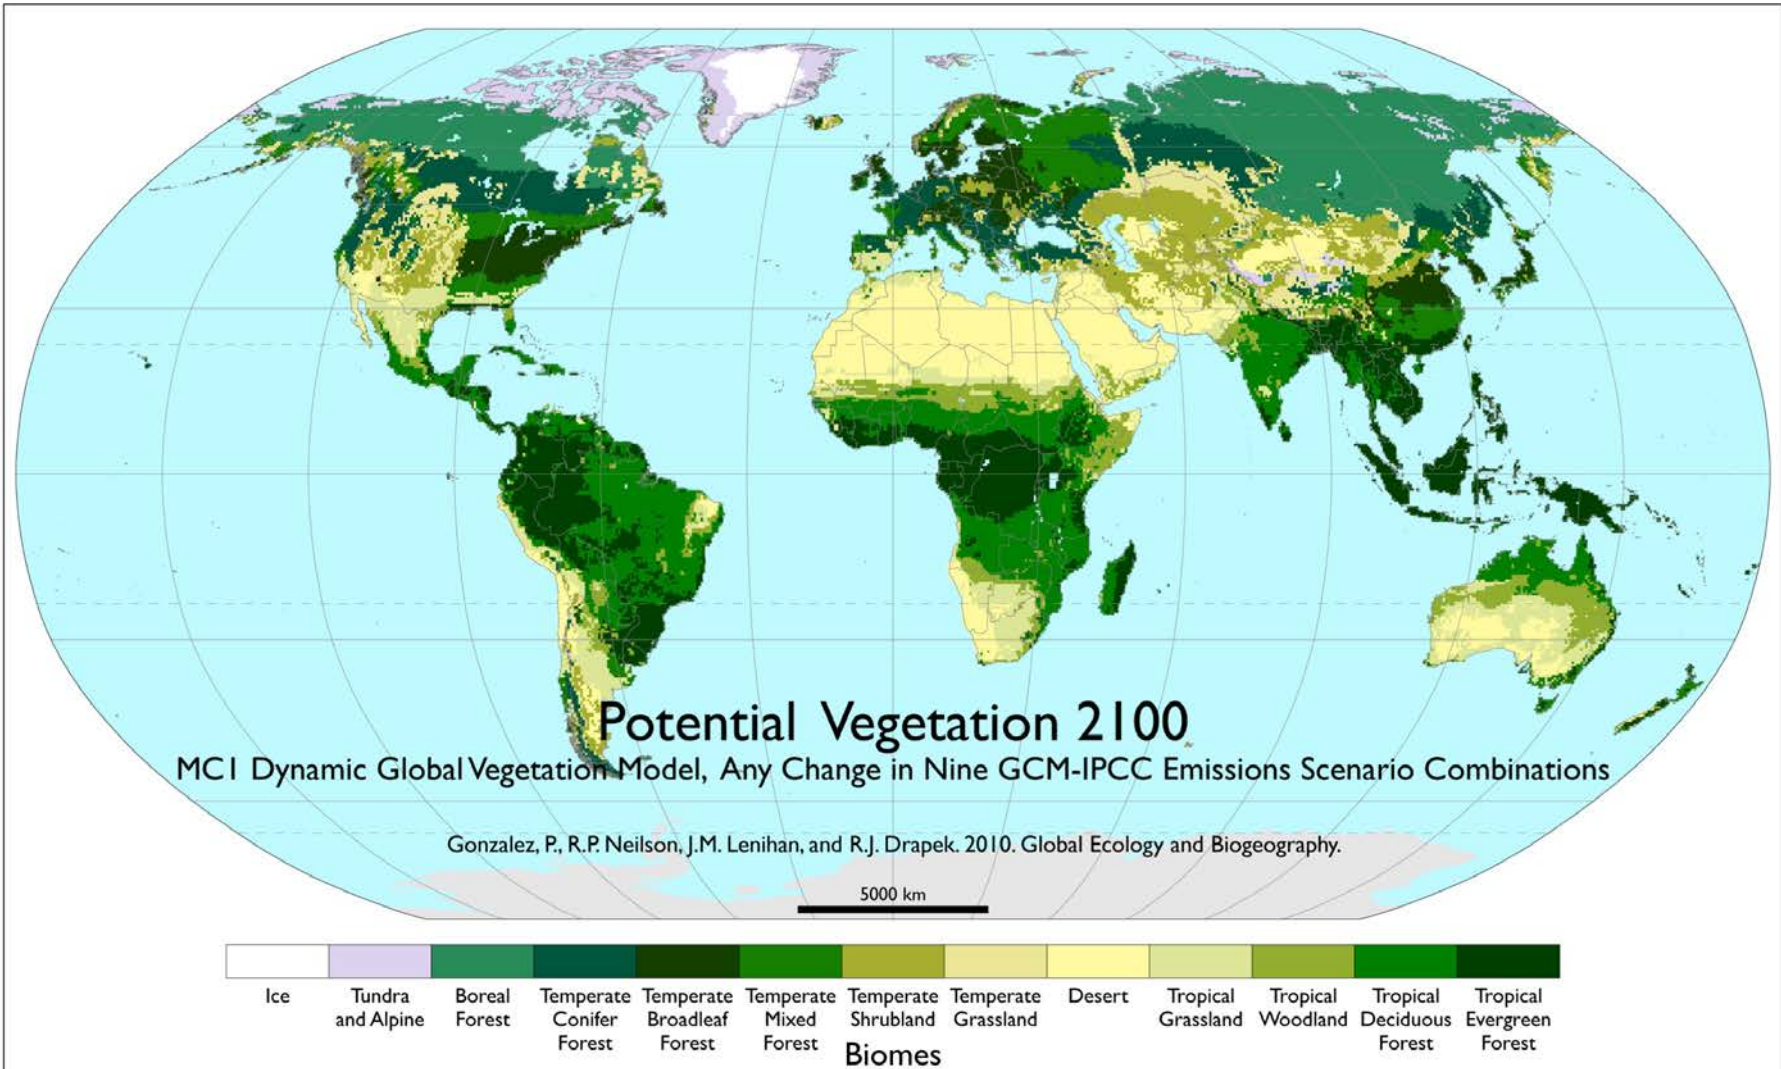 Potential Vegetation 2100
MC1 Dynamic Global Vegetation Model, Any Change in Nine GCM-IPCC Emissions Scenario Combinations
Gonzalez, P., R.P. Neilson, J.M. Lenihan, and R.J. Drapek. 2010. Global Ecology and Biogeography.
5000 km
Ice
Tundra
and Alpine
Boreal
Forest
Temperate
Conifer
Forest
Temperate
Broadleaf
Forest
Temperate
Mixed
Forest
Temperate
Shrubland
Temperate
Grassland
Desert
Tropical
Grassland
Tropical
Woodland
Tropical
Deciduous
Forest
Tropical
Evergreen
Forest
Biomes